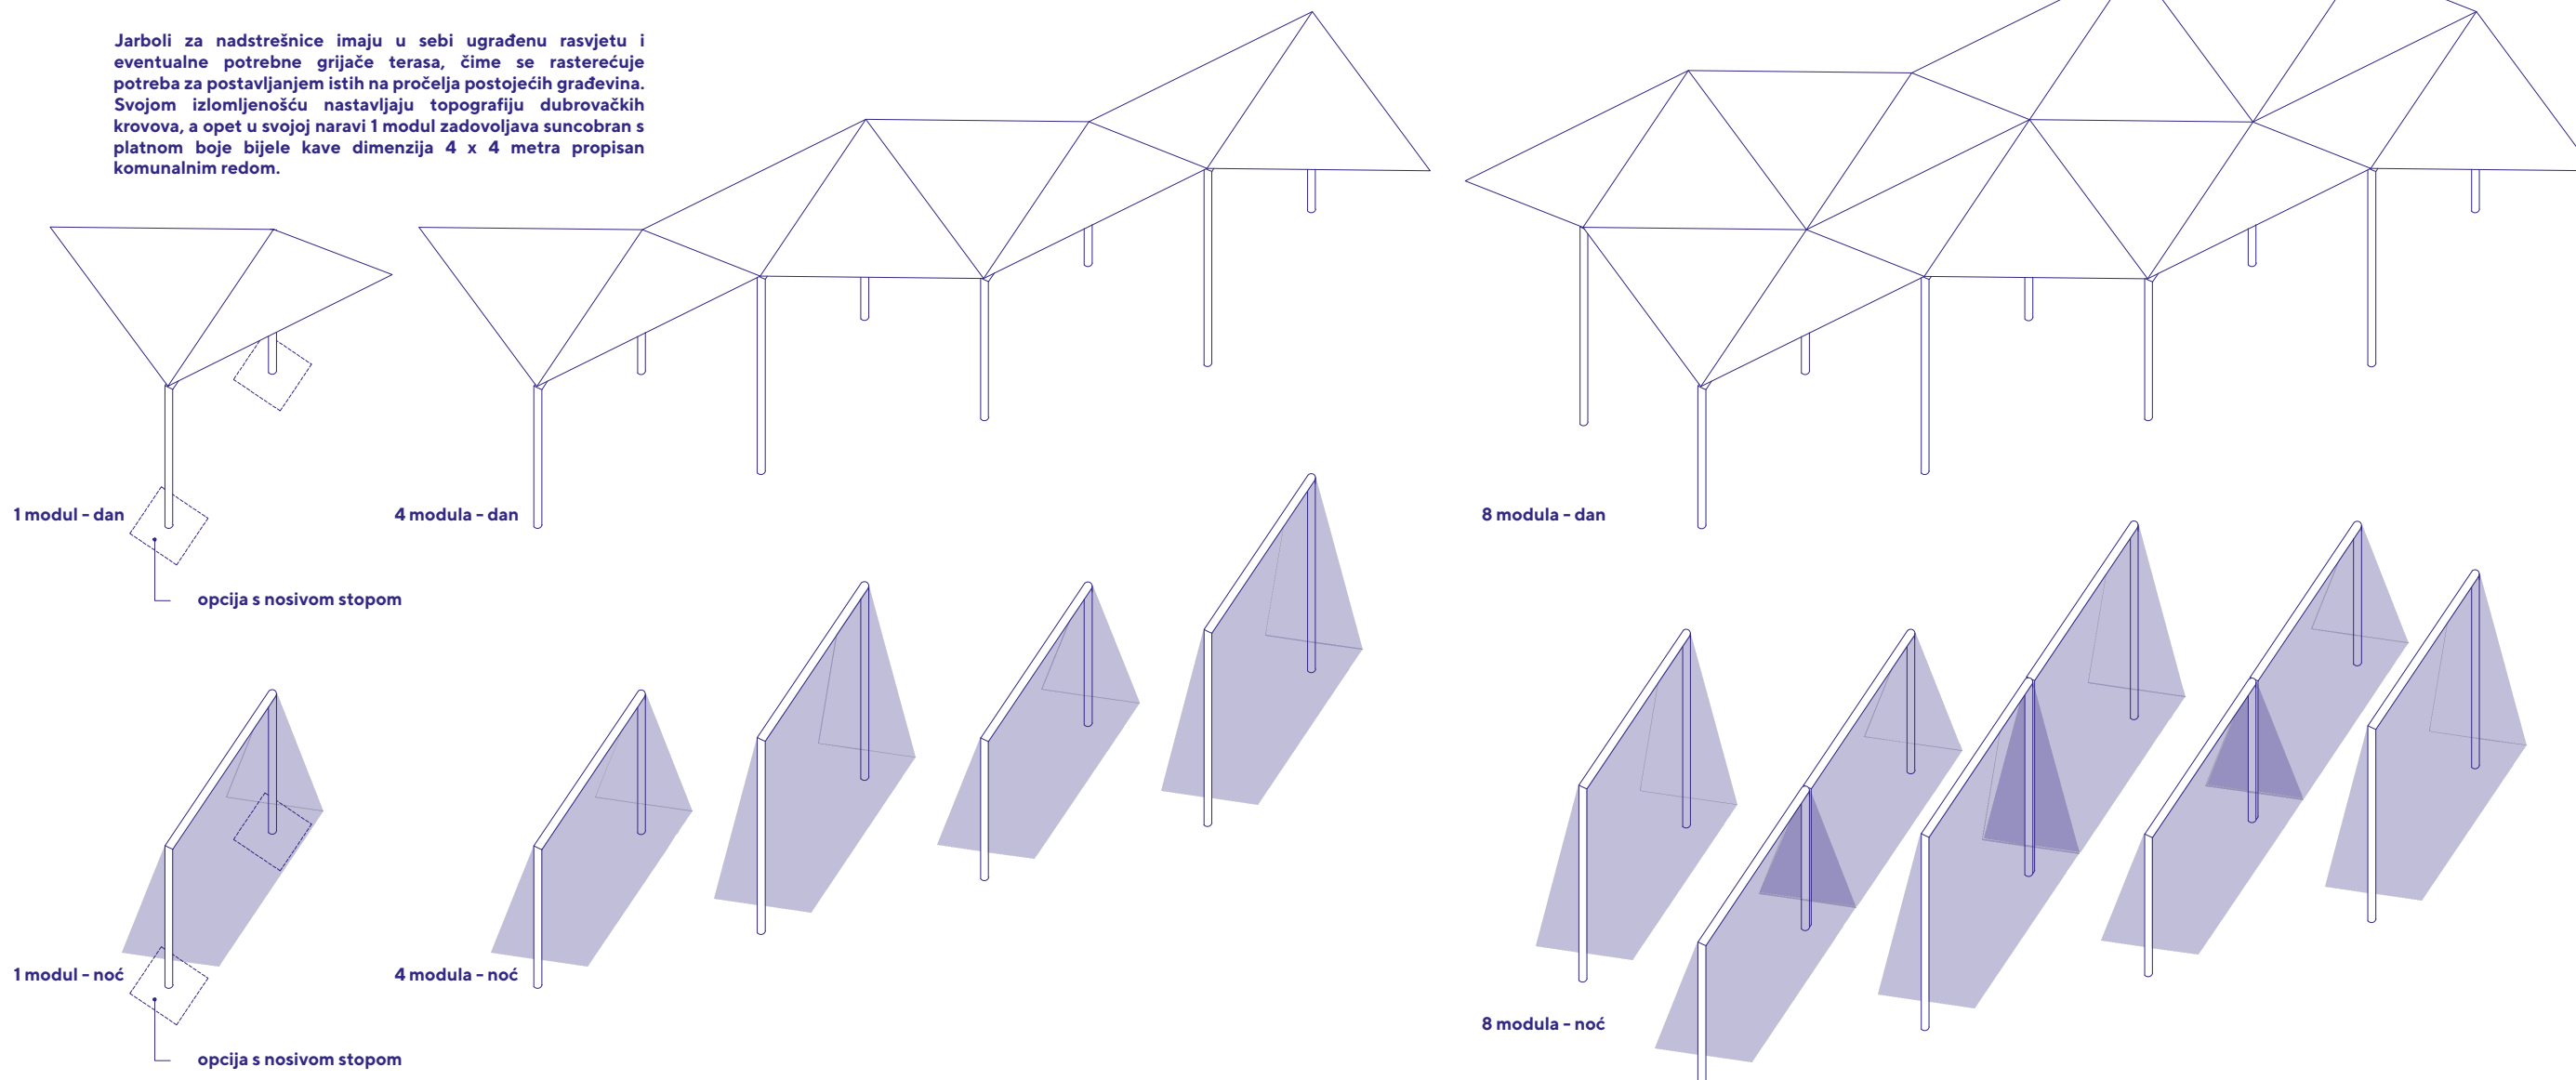 Jarboli za nadstrešnice imaju u sebi ugrađenu rasvjetu i
eventualne potrebne grijače terasa, čime se rasterećuje
potreba za postavljanjem istih na pročelja postojećih građevina.
Svojom izlomljenošću nastavljaju topografiju dubrovačkih
krovova, a opet u svojoj naravi 1 modul zadovoljava suncobran s
platnom boje bijele kave dimenzija 4 x 4 metra propisan
komunalnim redom.
1 modul - dan
4 modula - dan
8 modula - dan
opcija s nosivom stopom
1 modul - noć
4 modula - noć
8 modula - noć
opcija s nosivom stopom